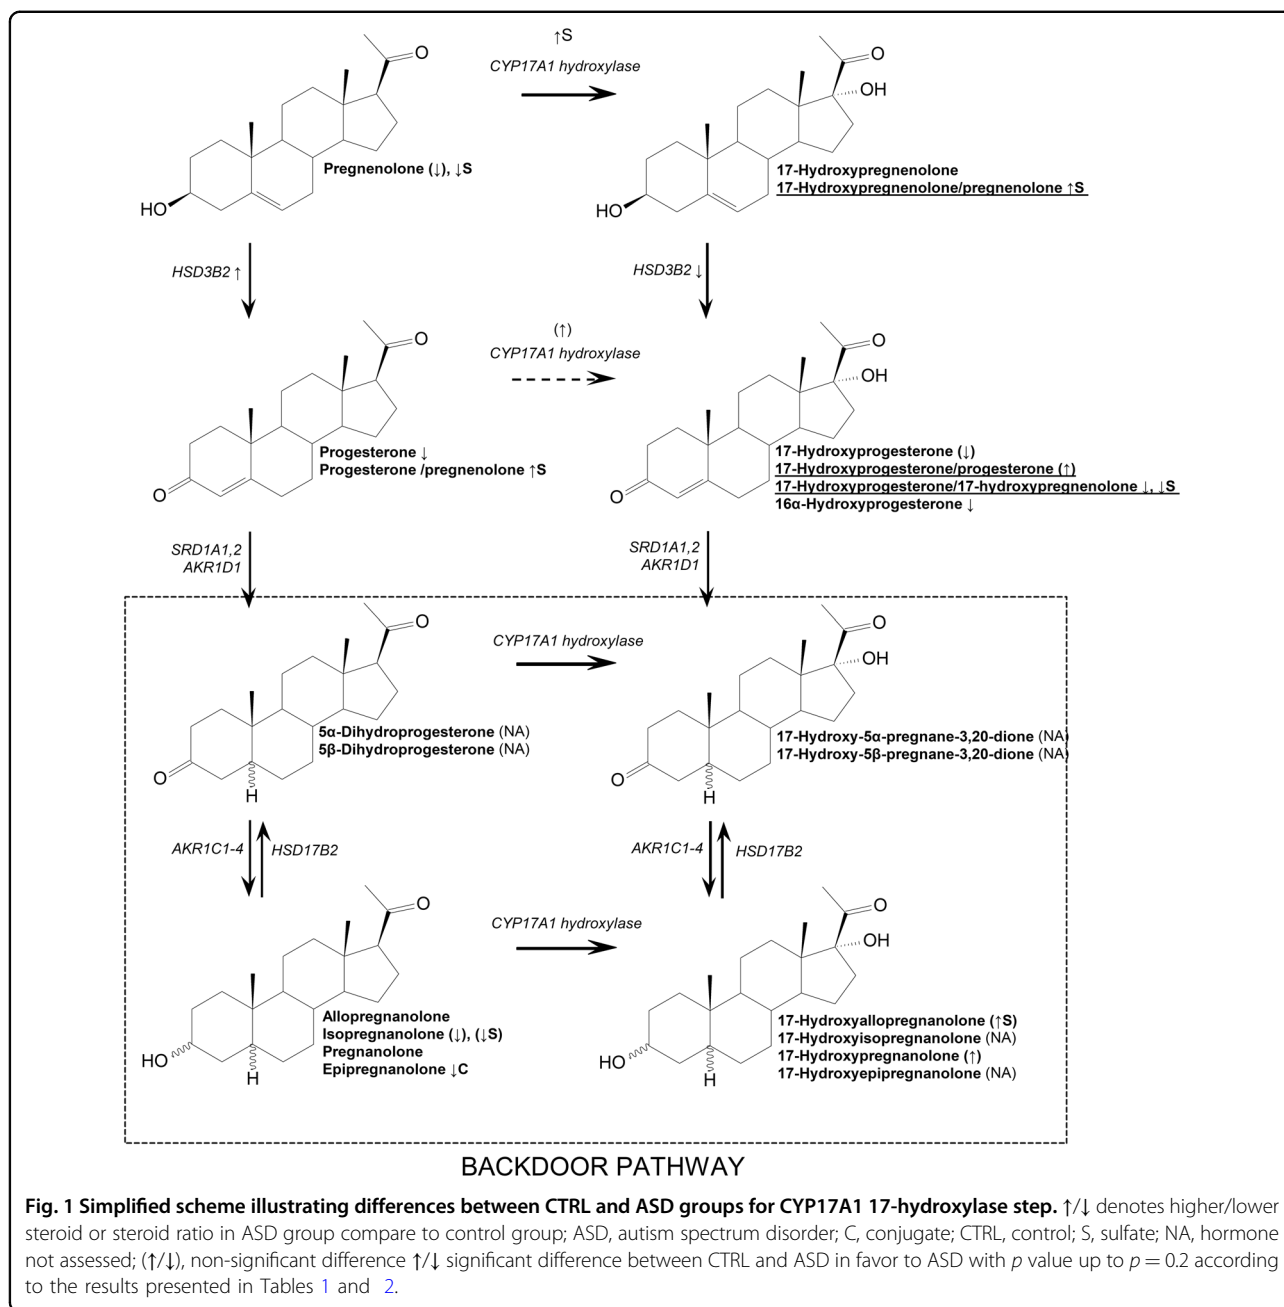 ↑S
CYP17A1 hydroxylase
O
O
OH
Pregnenolone (↓), ↓S
17-Hydroxypregnenolone
17-Hydroxypregnenolone/pregnenolone ↑S
HO
HO
HSD3B2 ↑
HSD3B2 ↓
(↑)
CYP17A1 hydroxylase
O
O
OH
Progesterone ↓
Progesterone /pregnenolone ↑S
17-Hydroxyprogesterone (↓)
17-Hydroxyprogesterone/progesterone (↑)
17-Hydroxyprogesterone/17-hydroxypregnenolone ↓, ↓S
16α-Hydroxyprogesterone ↓
O
O
SRD1A1,2
AKR1D1
SRD1A1,2
AKR1D1
CYP17A1 hydroxylase
O
O
OH
5α-Dihydroprogesterone (NA)
5β-Dihydroprogesterone (NA)
17-Hydroxy-5α-pregnane-3,20-dione (NA)
17-Hydroxy-5β-pregnane-3,20-dione (NA)
O
O
H
H
AKR1C1-4
HSD17B2
AKR1C1-4
HSD17B2
CYP17A1 hydroxylase
O
O
OH
Allopregnanolone
Isopregnanolone (↓), (↓S)
Pregnanolone
Epipregnanolone ↓C
17-Hydroxyallopregnanolone (↑S)
17-Hydroxyisopregnanolone (NA)
17-Hydroxypregnanolone (↑)
17-Hydroxyepipregnanolone (NA)
HO
HO
H
H
BACKDOOR PATHWAY
Fig. 1 Simplified scheme illustrating differences between CTRL and ASD groups for CYP17A1 17-hydroxylase step. ↑/↓ denotes higher/lower
steroid or steroid ratio in ASD group compare to control group; ASD, autism spectrum disorder; C, conjugate; CTRL, control; S, sulfate; NA, hormone
not assessed; (↑/↓), non-significant difference ↑/↓ significant difference between CTRL and ASD in favor to ASD with p value up to p = 0.2 according
to the results presented in Tables 1 and 2.